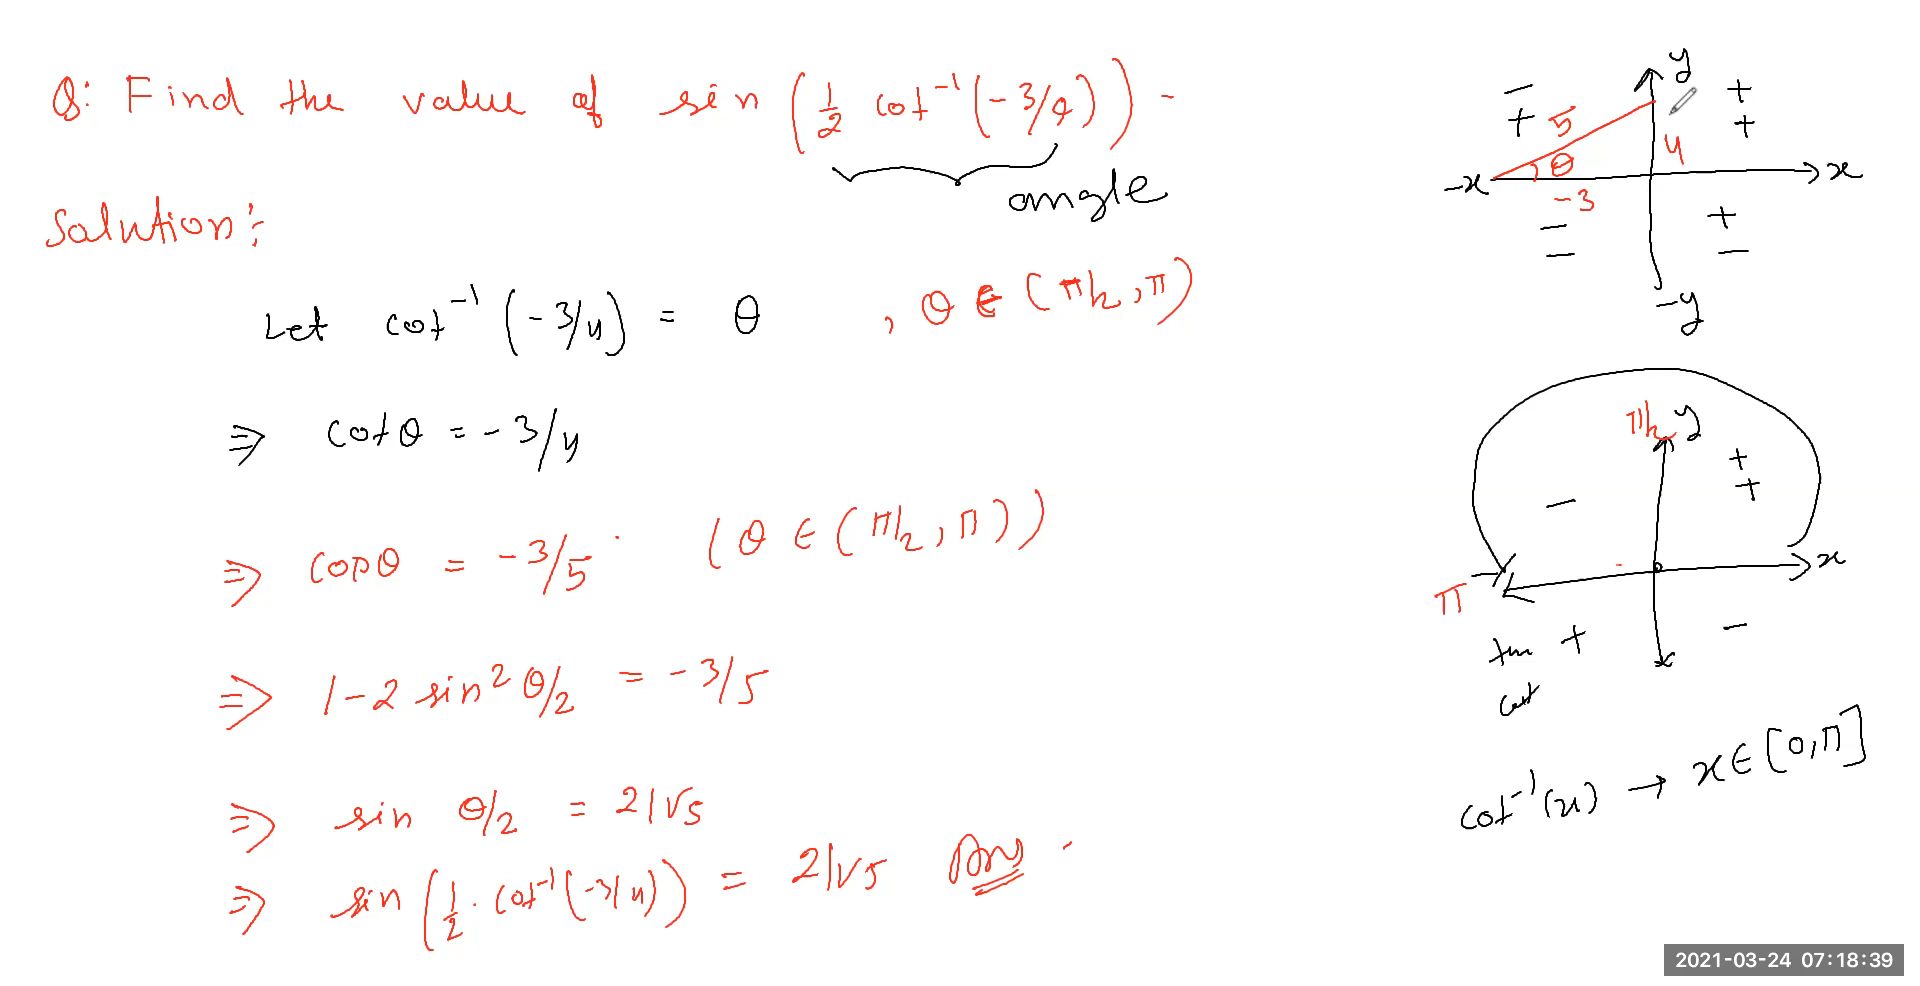 Q: Find the value of sin (1/2 cot⁻¹(-3/4)) -
angle
Solution:
Let cot⁻¹(-3/4) = θ , θ ∈ (π/2, π)
⇒ cotθ = -3/4
⇒ cosθ = -3/5 . (θ ∈ (π/2, π))
⇒ 1-2 sin² θ/2 = -3/5
⇒ sin θ/2 = 2/√5
⇒ sin (1/2 . cot⁻¹(-3/4)) = 2/√5 Ans .
y
- +
+ 5 +
θ 4
-x x
-3
- +
- -
-y
π/2 y
+
- +
x
π
tan + -
cot
cot⁻¹(x) → x ∈ [0, π]
2021-03-24 07:18:39